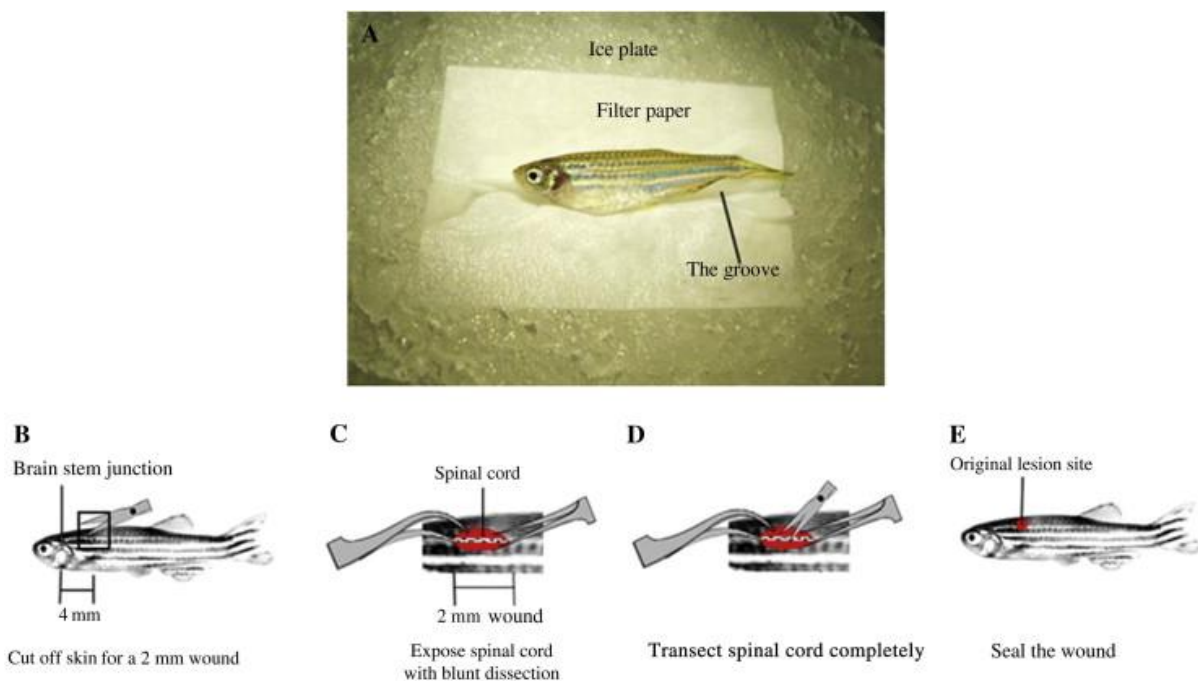 A
Ice plate
Filter paper
The groove
B
Brain stem junction
4 mm
Cut off skin for a 2 mm wound
C
Spinal cord
2 mm wound
Expose spinal cord
with blunt dissection
D
Transect spinal cord completely
E
Original lesion site
Seal the wound